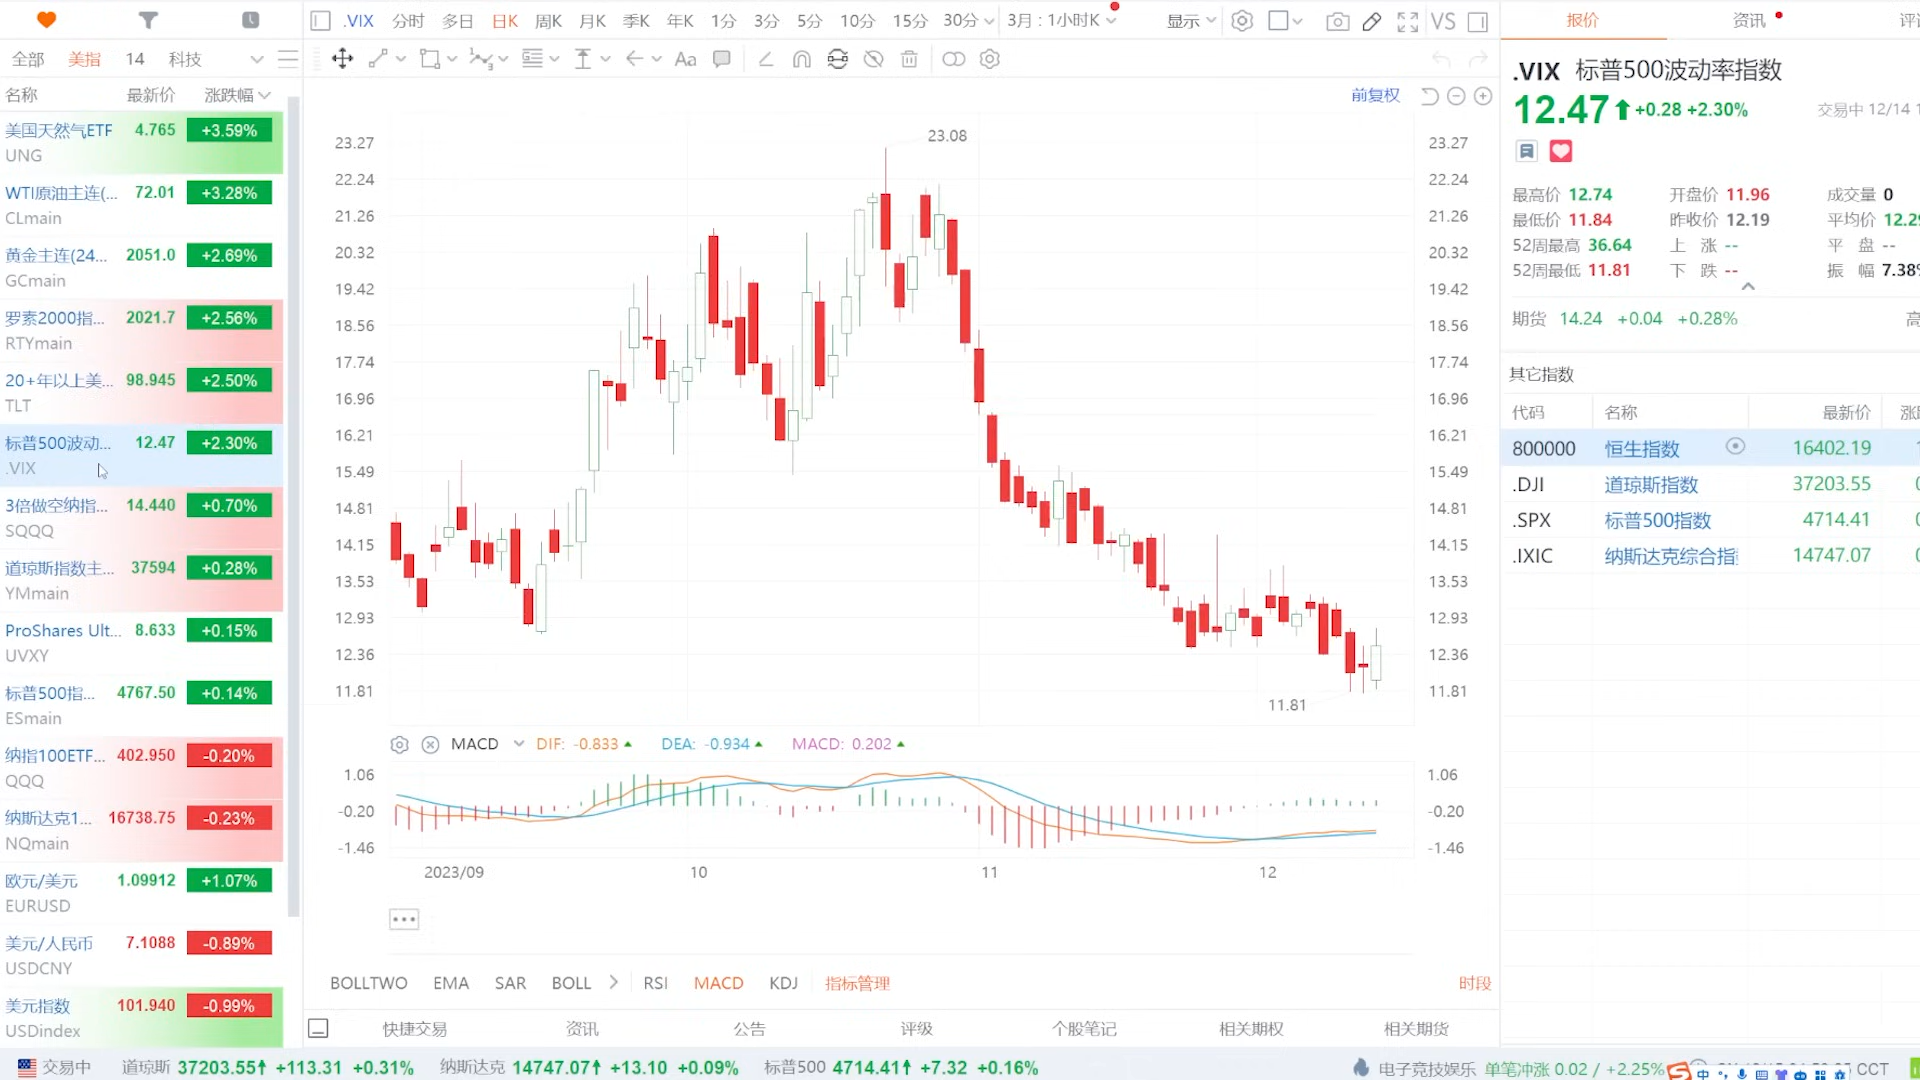 .VIX 分时 多日 日K 周K 月K 季K 年K 1分 3分 5分 10分 15分 30分 3月 : 1小时K 显示 VS
报价 资讯
全部 美指 14 科技
Aa
名称 最新价 涨跌幅
美国天然气ETF 4.765 +3.59%
UNG
WTI原油主连(... 72.01 +3.28%
CLmain
黄金主连(24... 2051.0 +2.69%
GCmain
罗素2000指... 2021.7 +2.56%
RTYmain
20+年以上美... 98.945 +2.50%
TLT
标普500波动... 12.47 +2.30%
.VIX
3倍做空纳指... 14.440 +0.70%
SQQQ
道琼斯指数主... 37594 +0.28%
YMmain
ProShares Ult... 8.633 +0.15%
UVXY
标普500指... 4767.50 +0.14%
ESmain
纳指100ETF... 402.950 -0.20%
QQQ
纳斯达克1... 16738.75 -0.23%
NQmain
欧元/美元 1.09912 +1.07%
EURUSD
美元/人民币 7.1088 -0.89%
USDCNY
美元指数 101.940 -0.99%
USDindex
前复权
23.08
23.27 23.27
22.24 22.24
21.26 21.26
20.32 20.32
19.42 19.42
18.56 18.56
17.74 17.74
16.96 16.96
16.21 16.21
15.49 15.49
14.81 14.81
14.15 14.15
13.53 13.53
12.93 12.93
12.36 12.36
11.81 11.81
11.81
MACD DIF: -0.833 DEA: -0.934 MACD: 0.202
1.06 1.06
-0.20 -0.20
-1.46 -1.46
2023/09 10 11 12
BOLLTWO EMA SAR BOLL RSI MACD KDJ 指标管理 时段
快捷交易 资讯 公告 评级 个股笔记 相关期权 相关期货
.VIX 标普500波动率指数
12.47 +0.28 +2.30% 交易中 12/14
最高价 12.74 开盘价 11.96 成交量 0
最低价 11.84 昨收价 12.19 平均价 12.29
52周最高 36.64 上 涨 -- 平 盘 --
52周最低 11.81 下 跌 -- 振 幅 7.38%
期货 14.24 +0.04 +0.28% 高
其它指数
代码 名称 最新价
800000 恒生指数 16402.19
.DJI 道琼斯指数 37203.55
.SPX 标普500指数 4714.41
.IXIC 纳斯达克综合指 14747.07
交易中 道琼斯 37203.55 +113.31 +0.31% 纳斯达克 14747.07 +13.10 +0.09% 标普500 4714.41 +7.32 +0.16% 电子竞技娱乐 单笔冲涨 0.02 / +2.25% CCT
中